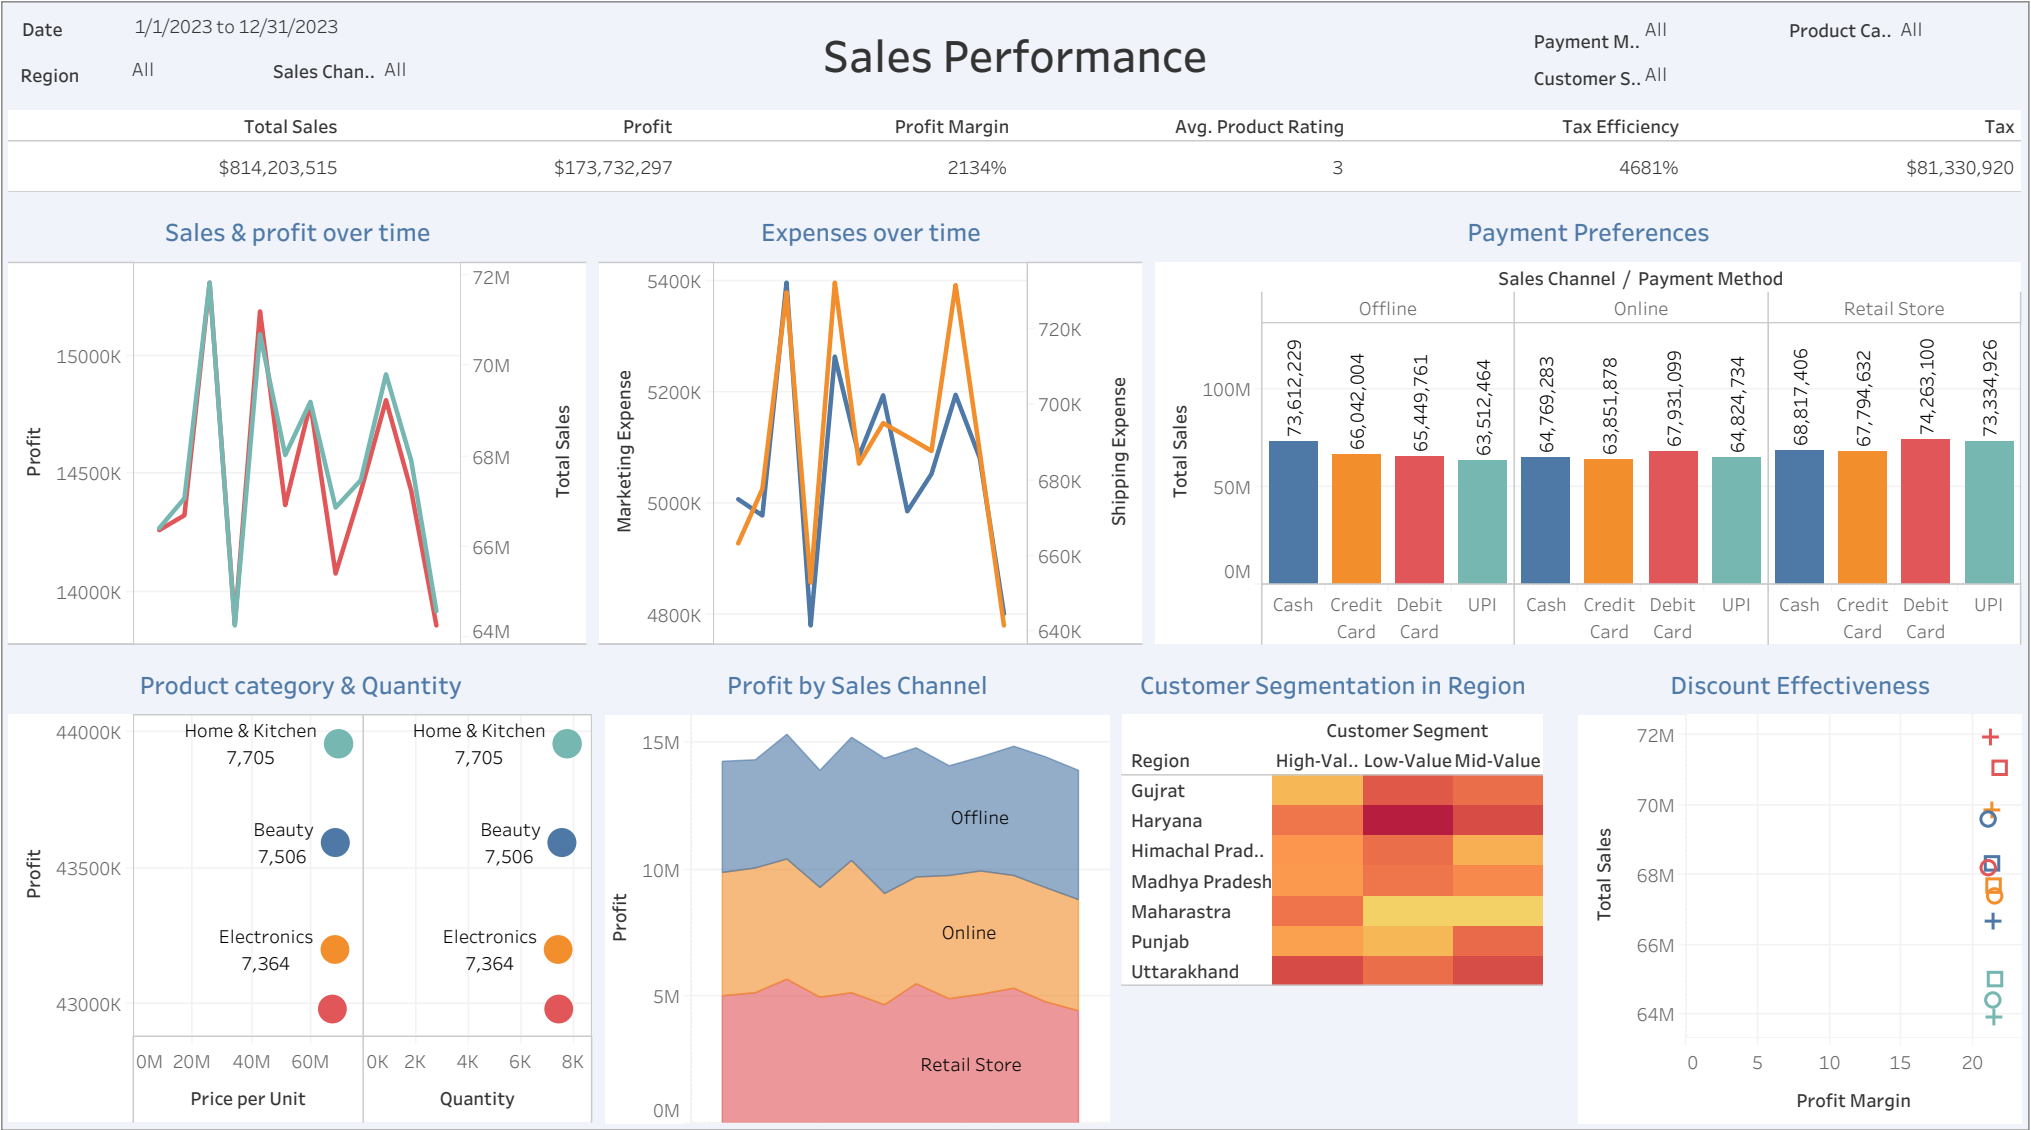 Date
1/1/2023 to 12/31/2023
Region
All
Sales Chan..
All
Sales Performance
Payment M..
All
Customer S..
All
Product Ca..
All
Total Sales Profit Profit Margin Avg. Product Rating Tax Efficiency Tax
$814,203,515 $173,732,297 2134% 3 4681% $81,330,920
Sales & profit over time
Profit
15000K
14500K
14000K
72M
70M
68M
66M
64M
Total Sales
Expenses over time
Marketing Expense
5400K
5200K
5000K
4800K
720K
700K
680K
660K
640K
Shipping Expense
Payment Preferences
Sales Channel / Payment Method
Offline Online Retail Store
Total Sales
100M
50M
0M
73,612,229
66,042,004
65,449,761
63,512,464
64,769,283
63,851,878
67,931,099
64,824,734
68,817,406
67,794,632
74,263,100
73,334,926
Cash Credit Debit UPI Cash Credit Debit UPI Cash Credit Debit UPI
Card Card Card Card Card Card
Product category & Quantity
Profit
44000K
43500K
43000K
Home & Kitchen
7,705
Beauty
7,506
Electronics
7,364
Home & Kitchen
7,705
Beauty
7,506
Electronics
7,364
0M 20M 40M 60M
Price per Unit
0K 2K 4K 6K 8K
Quantity
Profit by Sales Channel
Profit
15M
10M
5M
0M
Offline
Online
Retail Store
Customer Segmentation in Region
Customer Segment
Region High-Val.. Low-Value Mid-Value
Gujrat
Haryana
Himachal Prad..
Madhya Pradesh
Maharastra
Punjab
Uttarakhand
Discount Effectiveness
Total Sales
72M
70M
68M
66M
64M
0 5 10 15 20
Profit Margin